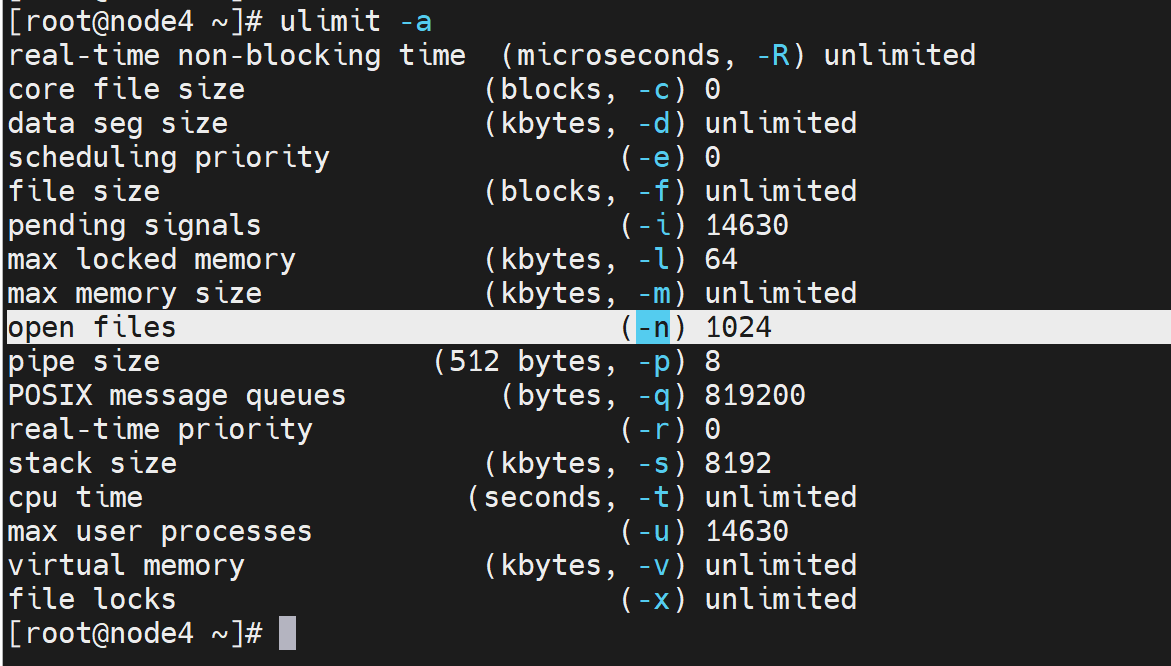 [root@node4 ~]# ulimit -a
real-time non-blocking time  (microseconds, -R) unlimited
core file size              (blocks, -c) 0
data seg size               (kbytes, -d) unlimited
scheduling priority                 (-e) 0
file size                   (blocks, -f) unlimited
pending signals                     (-i) 14630
max locked memory           (kbytes, -l) 64
max memory size             (kbytes, -m) unlimited
open files                          (-n) 1024
pipe size                (512 bytes, -p) 8
POSIX message queues         (bytes, -q) 819200
real-time priority                  (-r) 0
stack size                  (kbytes, -s) 8192
cpu time                   (seconds, -t) unlimited
max user processes                  (-u) 14630
virtual memory              (kbytes, -v) unlimited
file locks                          (-x) unlimited
[root@node4 ~]#